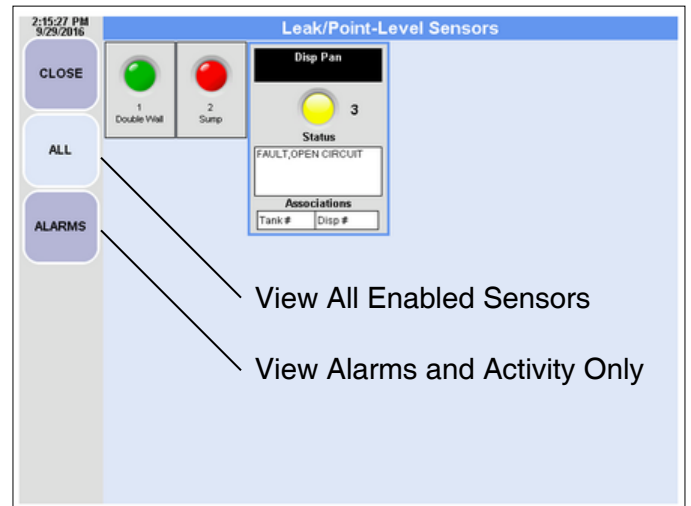 2:15:27 PM
9/29/2016
Leak/Point-Level Sensors
CLOSE
ALL
ALARMS
1
Double Wall
2
Sump
Disp Pan
3
Status
FAULT,OPEN CIRCUIT
Associations
Tank # Disp #
View All Enabled Sensors
View Alarms and Activity Only